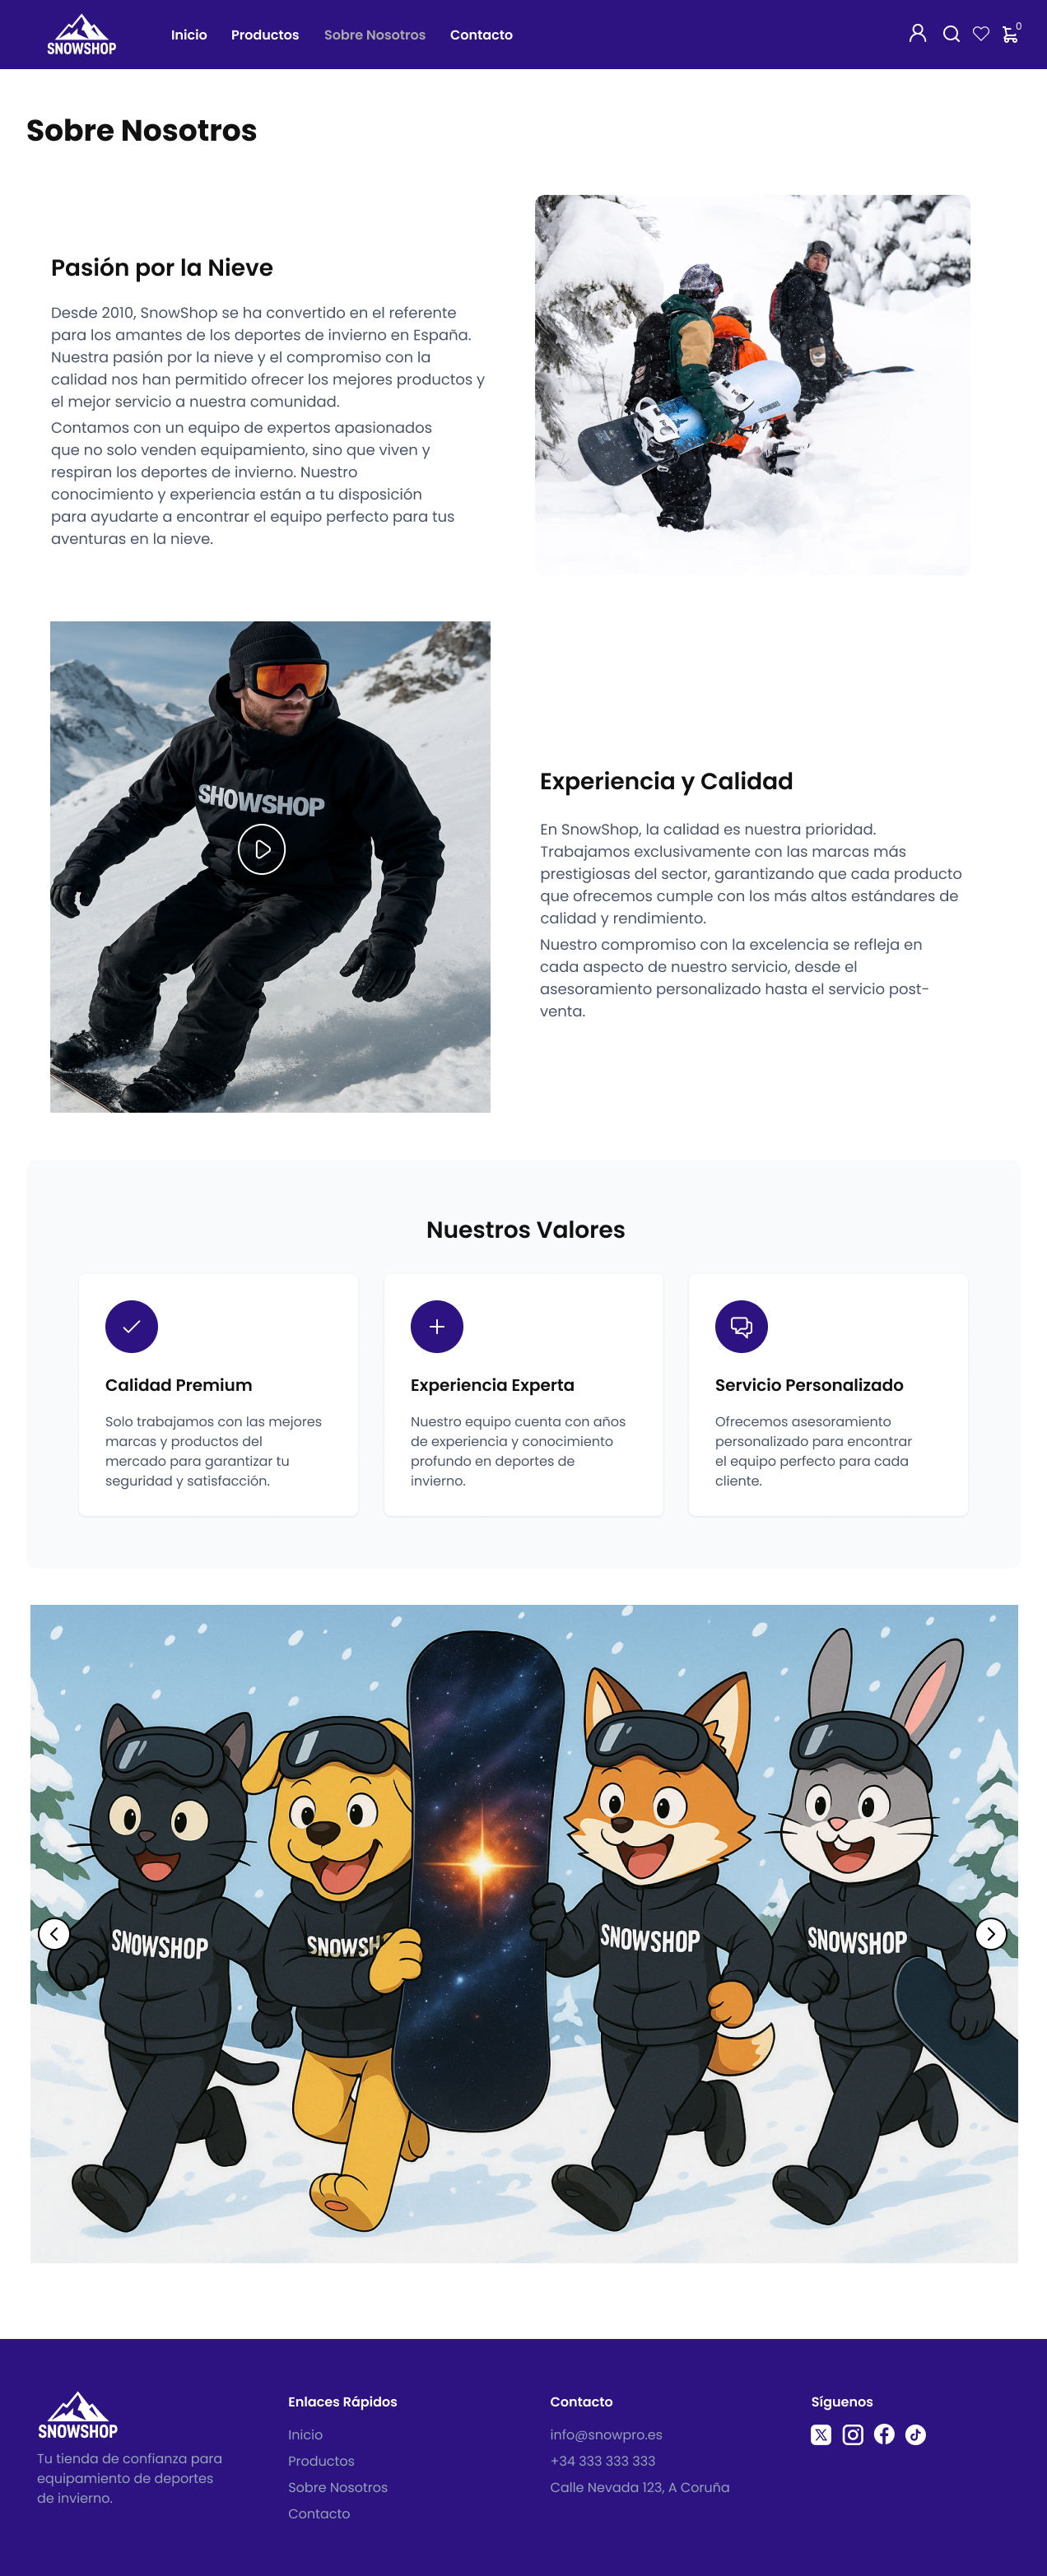 SNOWSHOP
Inicio
Productos
Sobre Nosotros
Contacto
0
Sobre Nosotros
Pasión por la Nieve
Desde 2010, SnowShop se ha convertido en el referente
para los amantes de los deportes de invierno en España.
Nuestra pasión por la nieve y el compromiso con la
calidad nos han permitido ofrecer los mejores productos y
el mejor servicio a nuestra comunidad.
Contamos con un equipo de expertos apasionados
que no solo venden equipamiento, sino que viven y
respiran los deportes de invierno. Nuestro
conocimiento y experiencia están a tu disposición
para ayudarte a encontrar el equipo perfecto para tus
aventuras en la nieve.
SHOWSHOP
Experiencia y Calidad
En SnowShop, la calidad es nuestra prioridad.
Trabajamos exclusivamente con las marcas más
prestigiosas del sector, garantizando que cada producto
que ofrecemos cumple con los más altos estándares de
calidad y rendimiento.
Nuestro compromiso con la excelencia se refleja en
cada aspecto de nuestro servicio, desde el
asesoramiento personalizado hasta el servicio post-
venta.
Nuestros Valores
Calidad Premium
Solo trabajamos con las mejores
marcas y productos del
mercado para garantizar tu
seguridad y satisfacción.
Experiencia Experta
Nuestro equipo cuenta con años
de experiencia y conocimiento
profundo en deportes de
invierno.
Servicio Personalizado
Ofrecemos asesoramiento
personalizado para encontrar
el equipo perfecto para cada
cliente.
SNOWSHOP
SNOWSH
SNOWSHOP
SNOWSHOP
SNOWSHOP
Tu tienda de confianza para
equipamiento de deportes
de invierno.
Enlaces Rápidos
Inicio
Productos
Sobre Nosotros
Contacto
Contacto
info@snowpro.es
+34 333 333 333
Calle Nevada 123, A Coruña
Síguenos